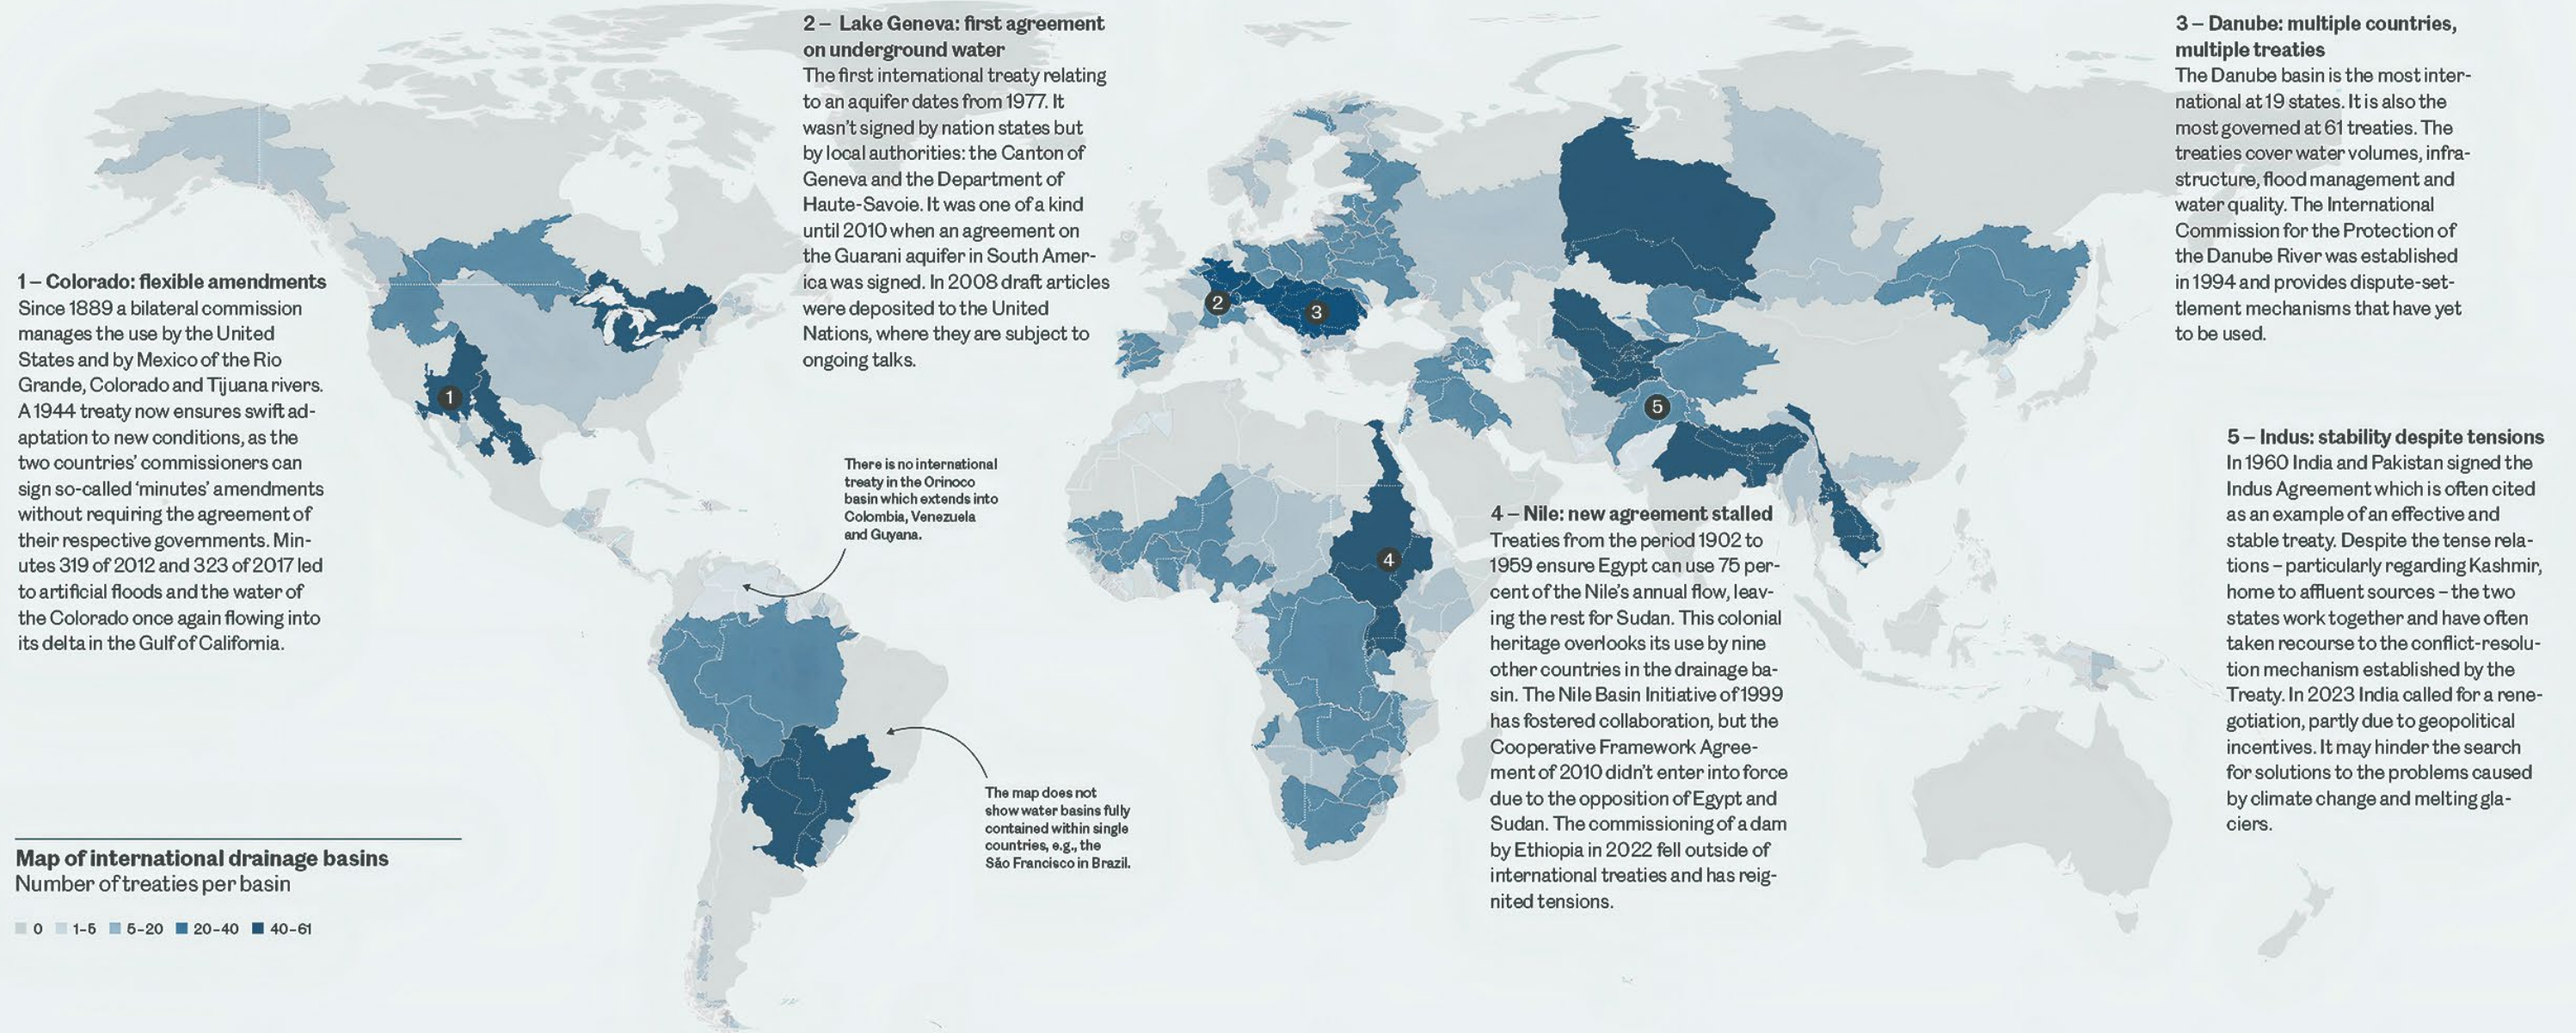 1 – Colorado: flexible amendments
Since 1889 a bilateral commission
manages the use by the United
States and by Mexico of the Rio
Grande, Colorado and Tijuana rivers.
A 1944 treaty now ensures swift ad-
aptation to new conditions, as the
two countries’ commissioners can
sign so-called ‘minutes’ amendments
without requiring the agreement of
their respective governments. Min-
utes 319 of 2012 and 323 of 2017 led
to artificial floods and the water of
the Colorado once again flowing into
its delta in the Gulf of California.
2 – Lake Geneva: first agreement
on underground water
The first international treaty relating
to an aquifer dates from 1977. It
wasn’t signed by nation states but
by local authorities: the Canton of
Geneva and the Department of
Haute-Savoie. It was one of a kind
until 2010 when an agreement on
the Guarani aquifer in South Amer-
ica was signed. In 2008 draft articles
were deposited to the United
Nations, where they are subject to
ongoing talks.
3 – Danube: multiple countries,
multiple treaties
The Danube basin is the most inter-
national at 19 states. It is also the
most governed at 61 treaties. The
treaties cover water volumes, infra-
structure, flood management and
water quality. The International
Commission for the Protection of
the Danube River was established
in 1994 and provides dispute-set-
tlement mechanisms that have yet
to be used.
4 – Nile: new agreement stalled
Treaties from the period 1902 to
1959 ensure Egypt can use 75 per-
cent of the Nile’s annual flow, leav-
ing the rest for Sudan. This colonial
heritage overlooks its use by nine
other countries in the drainage ba-
sin. The Nile Basin Initiative of 1999
has fostered collaboration, but the
Cooperative Framework Agree-
ment of 2010 didn’t enter into force
due to the opposition of Egypt and
Sudan. The commissioning of a dam
by Ethiopia in 2022 fell outside of
international treaties and has reig-
nited tensions.
5 – Indus: stability despite tensions
In 1960 India and Pakistan signed the
Indus Agreement which is often cited
as an example of an effective and
stable treaty. Despite the tense rela-
tions – particularly regarding Kashmir,
home to affluent sources – the two
states work together and have often
taken recourse to the conflict-resolu-
tion mechanism established by the
Treaty. In 2023 India called for a rene-
gotiation, partly due to geopolitical
incentives. It may hinder the search
for solutions to the problems caused
by climate change and melting gla-
ciers.
There is no international
treaty in the Orinoco
basin which extends into
Colombia, Venezuela
and Guyana.
The map does not
show water basins fully
contained within single
countries, e.g., the
São Francisco in Brazil.
1
2
3
4
5
Map of international drainage basins
Number of treaties per basin
0 1–5 5–20 20–40 40–61